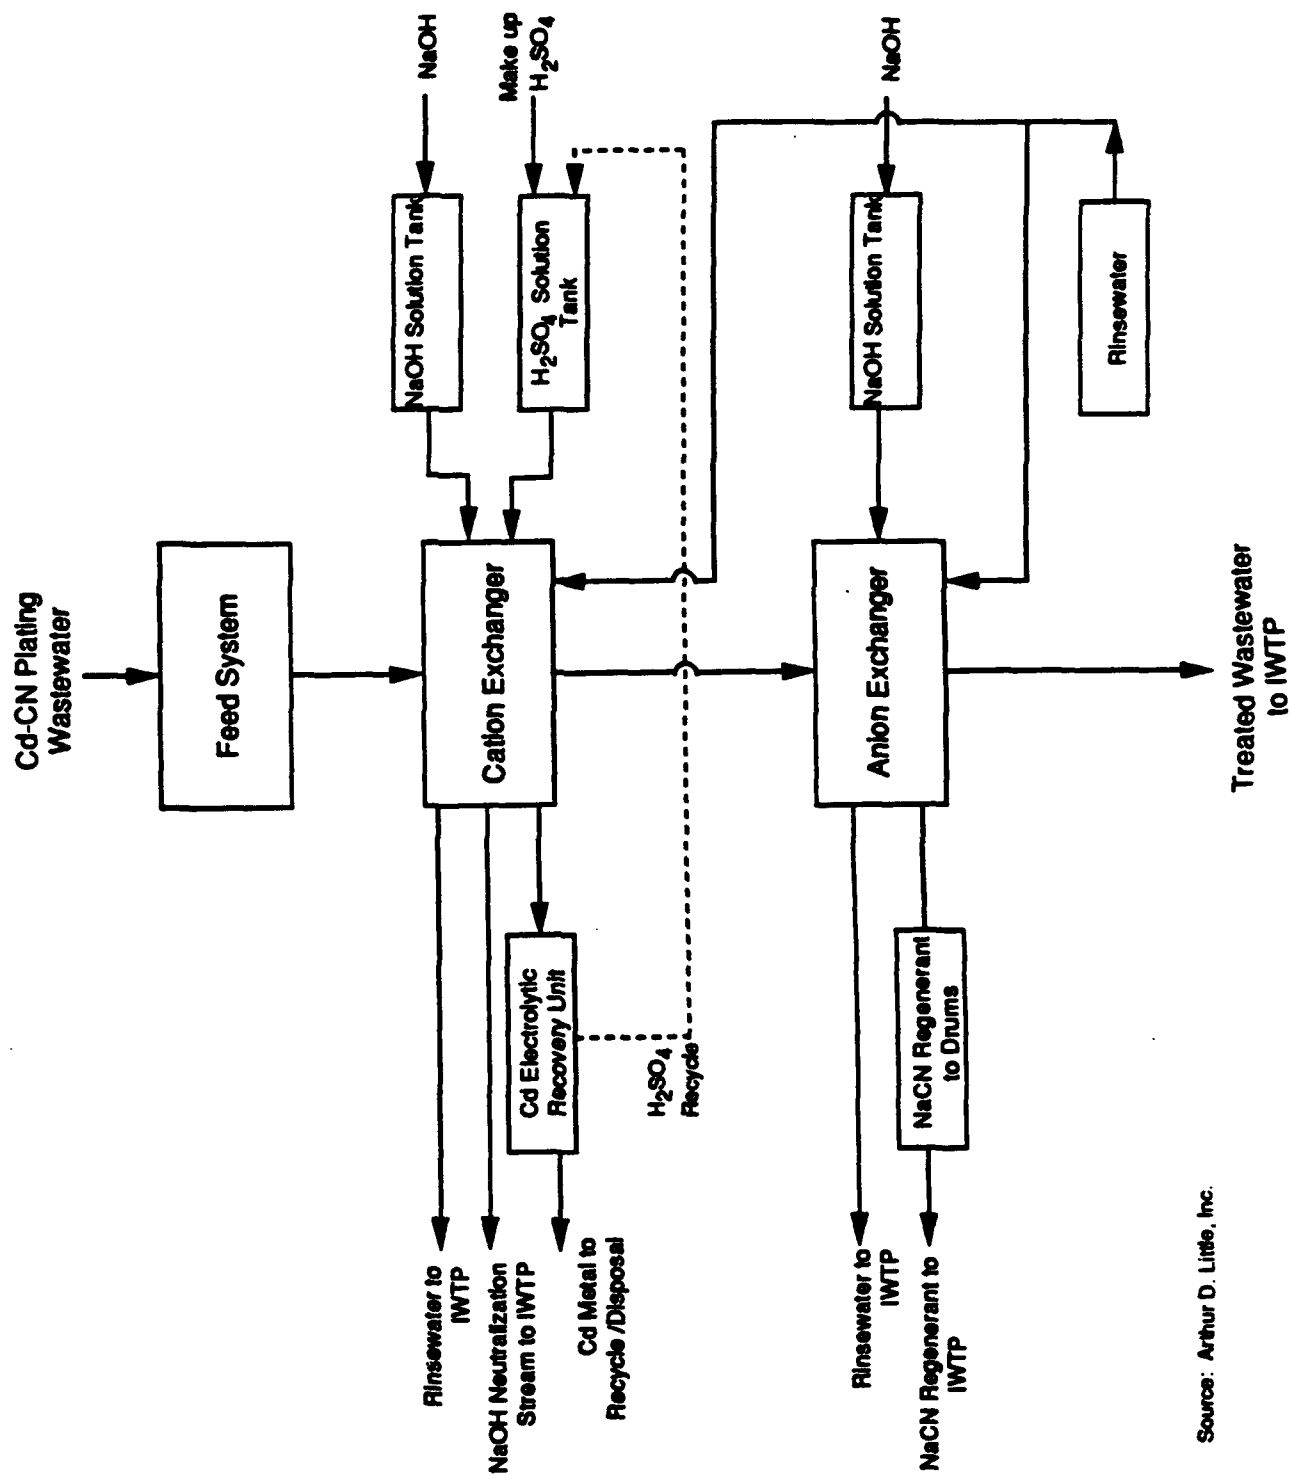 Cd-CN Plating
Wastewater
Feed System
NaOH
Make up
H₂SO₄
NaOH Solution Tank
H₂SO₄ Solution
Tank
Cation Exchanger
Rinsewater to
IWTP
NaOH Neutralization
Stream to IWTP
Cd Metal to
Recycle /Disposal
Cd Electrolytic
Recovery Unit
H₂SO₄
Recycle
NaOH
NaOH Solution Tank
Anion Exchanger
Rinsewater
Rinsewater to
IWTP
NaCN Regenerant to
IWTP
NaCN Regenerant
to Drums
Treated Wastewater
to IWTP
Source: Arthur D. Little, Inc.